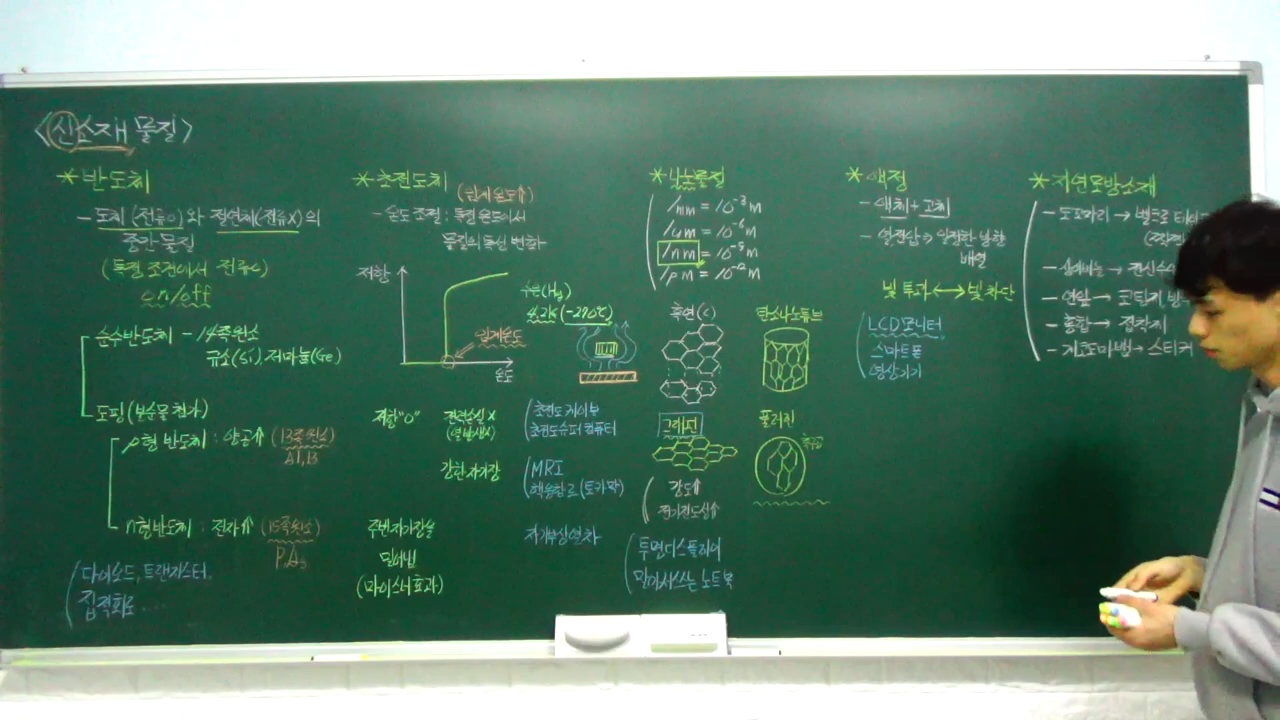 <신소재 물질>
* 반도체
- 도체(전류O)와 절연체(전류X)의
중간 물질
(특정 조건에서 전류O)
on/off
순수반도체 - 14족원소
규소(Si), 저마늄(Ge)
도핑(불순물 첨가)
p형 반도체 : 양공↑ (13족원소)
Al, B
n형 반도체 : 전자↑ (15족원소)
P, As
다이오드, 트랜지스터,
집적회로 ....
* 초전도체
(임계온도↑)
- 온도 조절 : 특정 온도에서
물질의 특성 변화
저항
수은(Hg)
4.2K (-270℃)
임계온도
온도
저항 "0"
전력손실 X
(열발생X)
초전도 케이블
초전도 슈퍼 컴퓨터
강한 자기장
MRI
핵융합로 (토카막)
주변 자기장을
밀어냄
(마이스너 효과)
자기부상열차
* 나노물질
1mm = 10⁻³m
1μm = 10⁻⁶m
1nm = 10⁻⁹m
1pm = 10⁻¹²m
흑연(C)
탄소나노튜브
그래핀
풀러렌
강도↑
전기전도성↑
투명디스플레이
말아서쓰는 노트북
* 액정
- 액체 + 고체
빛 투과 ↔ 빛 차단
배열
LCD 모니터,
스마트폰
영상기기
* 자연모방소재
- 도꼬마리 → 벨크로 테이
- 연잎 → 코팅제 방
- 홍합 → 접착제
- 게코도마뱀 → 스티커